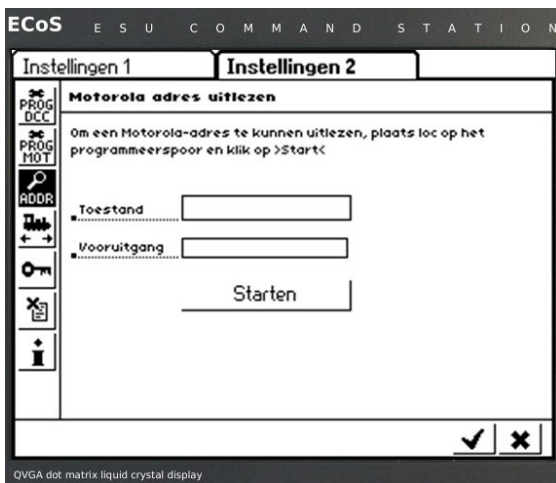 ECoS ESU COMMAND STATION
Instellingen 1 Instellingen 2
PROG DCC
PROG MOT
ADDR
Motorola adres uitlezen
Om een Motorola-adres te kunnen uitlezen, plaats loc op het
programmeerspoor en klik op >Start<
Toestand
Vooruitgang
Starten
QVGA dot matrix liquid crystal display